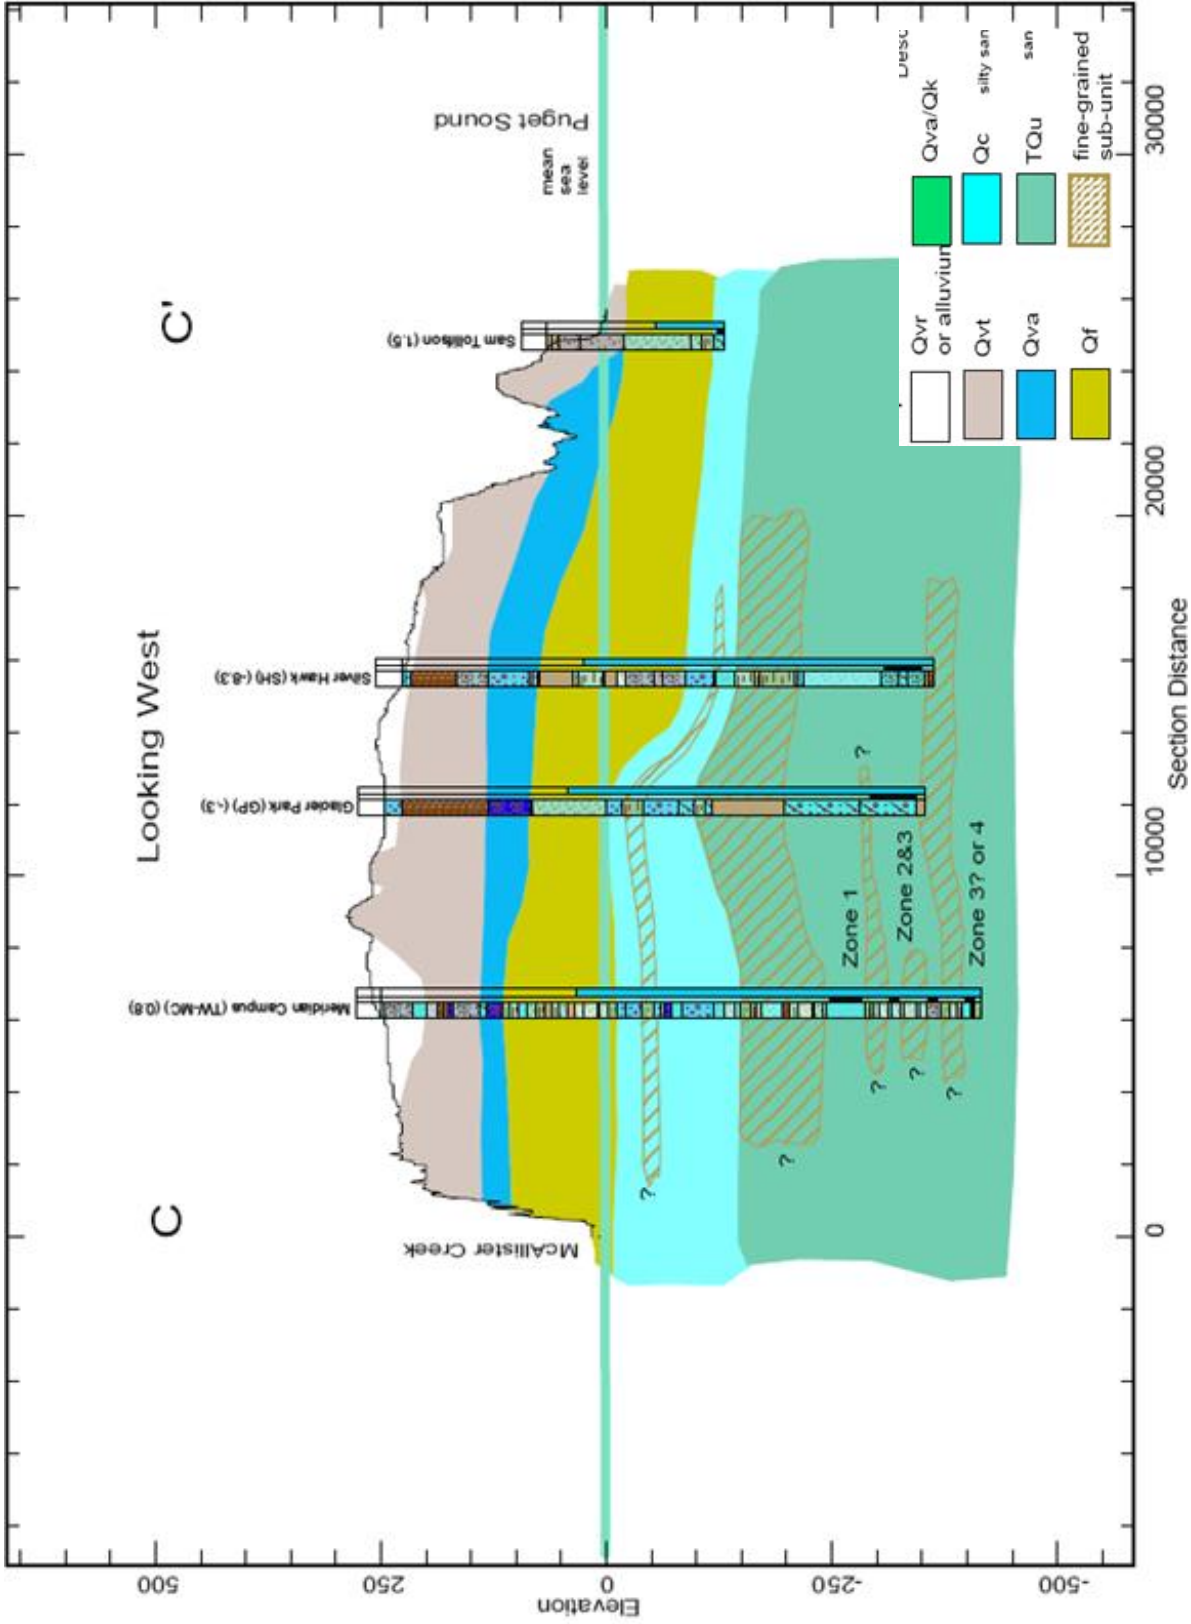 Looking West
C
C'
McAllister Creek
Puget Sound
mean
sea
level
Meridian Campus (TW-MC) (0.8)
Glacier Park (GP) (-.3)
Silver Hawk (SH) (-8.3)
Sam Tollifson (1.5)
?
?
?
?
?
?
Zone 1
Zone 2&3
Zone 3? or 4
Elevation
500
250
0
-250
-500
0
10000
20000
30000
Section Distance
Desc
Qvr
or alluvium
Qvt
Qva
Qf
Qva/Qk
Qc
silty san
TQu
san
fine-grained
sub-unit